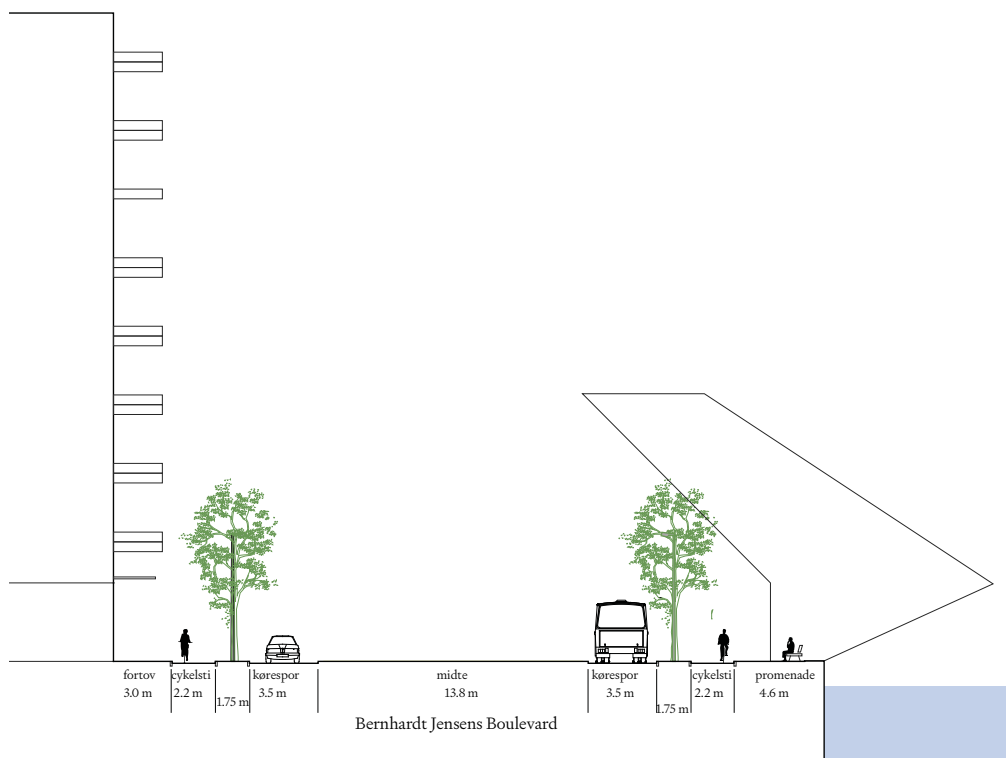 fortov cykelsti kørespor midte kørespor cykelsti promenade
3.0 m 2.2 m 3.5 m 13.8 m 3.5 m 2.2 m 4.6 m
1.75 m 1.75 m
Bernhardt Jensens Boulevard